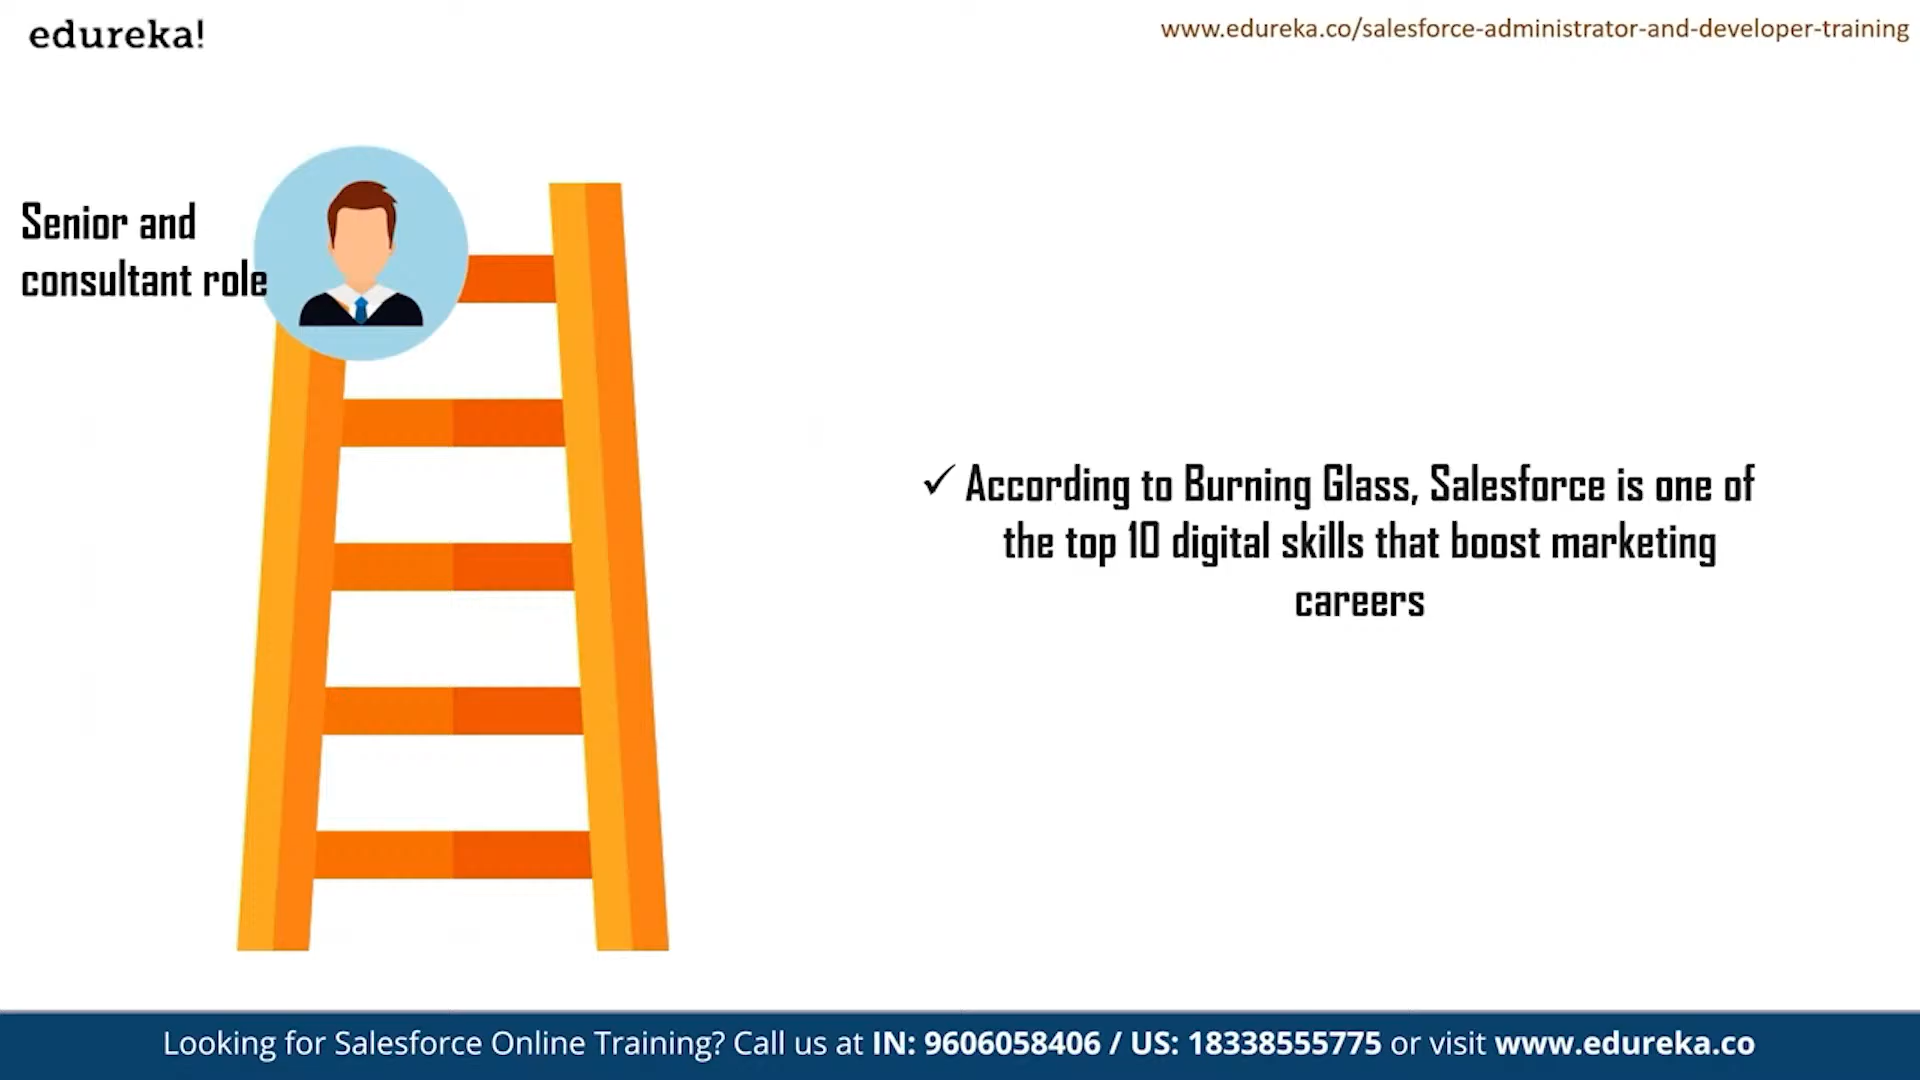 edureka!
www.edureka.co/salesforce-administrator-and-developer-training
Senior and
consultant role
✓ According to Burning Glass, Salesforce is one of
the top 10 digital skills that boost marketing
careers
Looking for Salesforce Online Training? Call us at IN: 9606058406 / US: 18338555775 or visit www.edureka.co